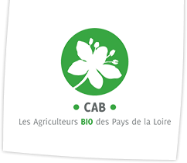 • CAB •
Les Agriculteurs BIO des Pays de la Loire